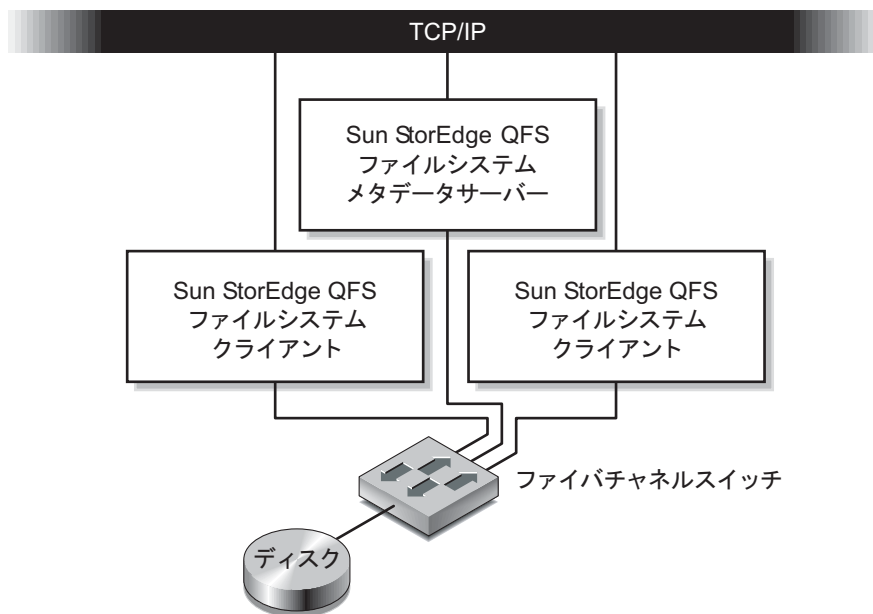 TCP/IP
Sun StorEdge QFS
ファイルシステム
メタデータサーバー
Sun StorEdge QFS
ファイルシステム
クライアント
Sun StorEdge QFS
ファイルシステム
クライアント
ファイバチャネルスイッチ
ディスク